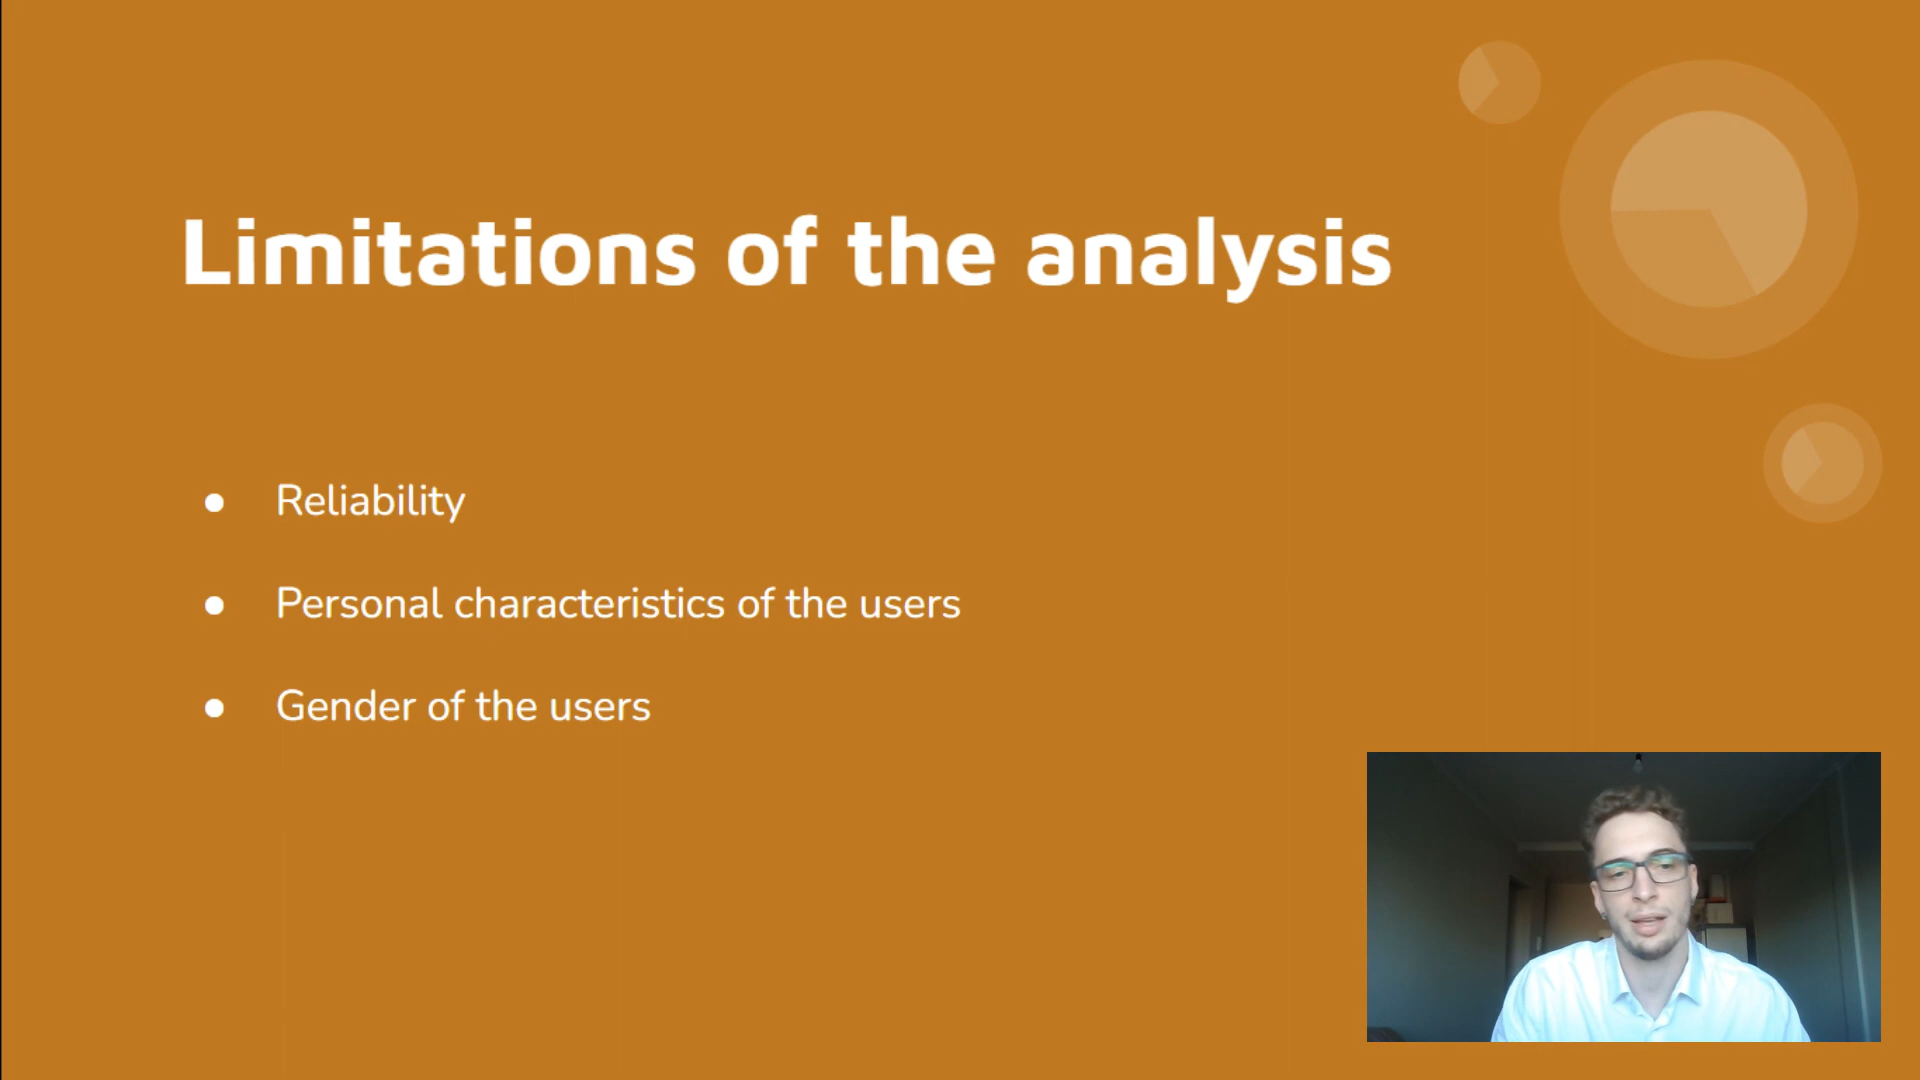 Limitations of the analysis
● Reliability
● Personal characteristics of the users
● Gender of the users